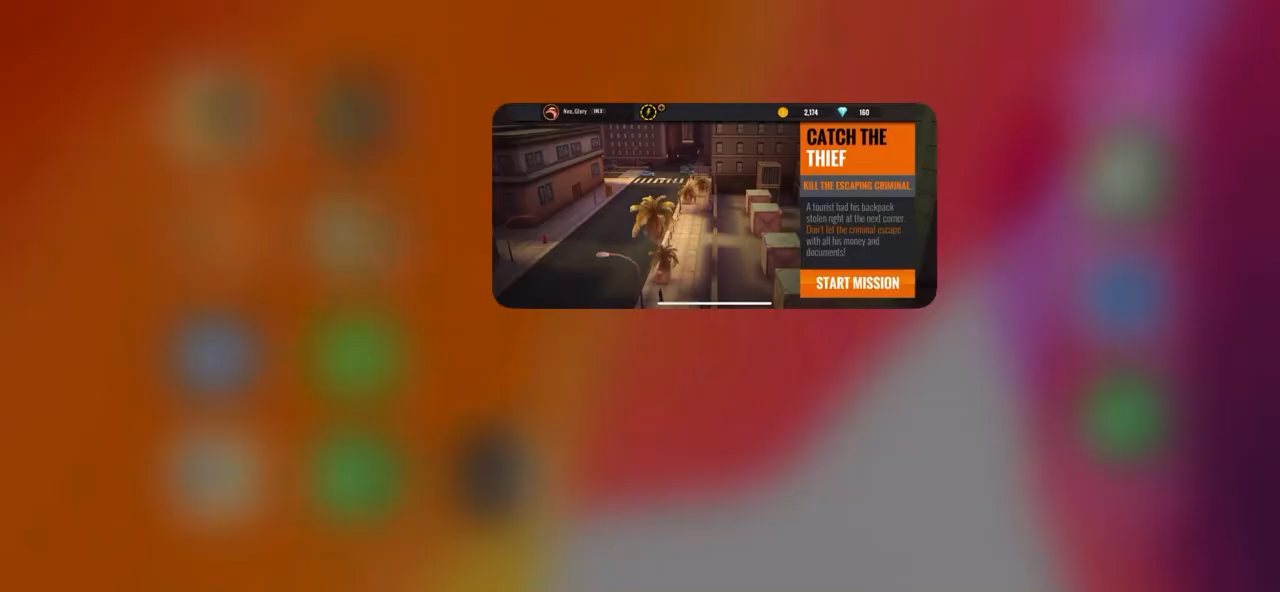 Nea_Glory
2,174
160
CATCH THE
THIEF
KILL THE ESCAPING CRIMINAL.
A tourist had his backpack
stolen right at the next corner.
Don't let the criminal escape
with all his money and
documents!
START MISSION